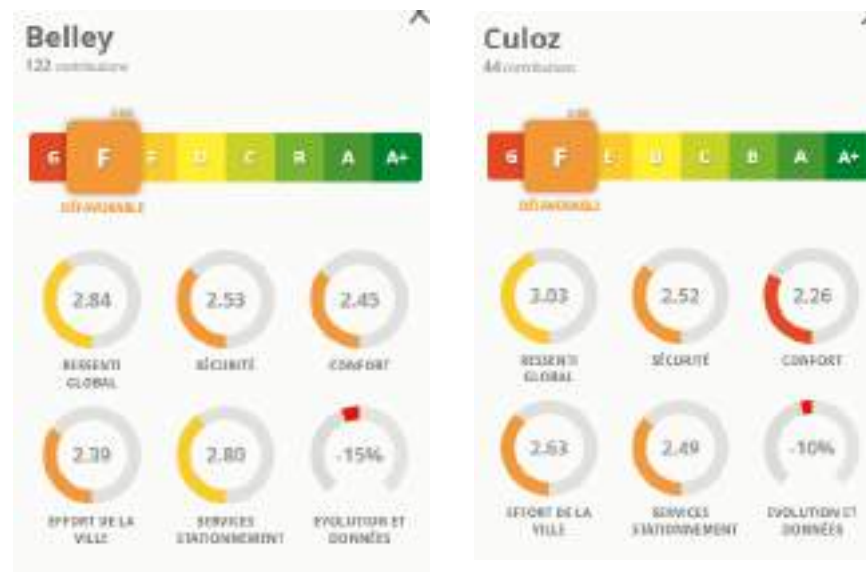 Belley
122 contributions
G F E D C B A A+
DÉFAVORABLE
2.84
RESSENTI
GLOBAL
2.53
SÉCURITÉ
2.45
CONFORT
2.39
EFFORT DE LA
VILLE
2.80
SERVICES
STATIONNEMENT
-15%
EVOLUTION ET
DONNÉES
Culoz
44 contributions
G F E D C B A A+
DÉFAVORABLE
3.03
RESSENTI
GLOBAL
2.52
SÉCURITÉ
2.26
CONFORT
2.63
EFFORT DE LA
VILLE
2.49
SERVICES
STATIONNEMENT
-10%
EVOLUTION ET
DONNÉES